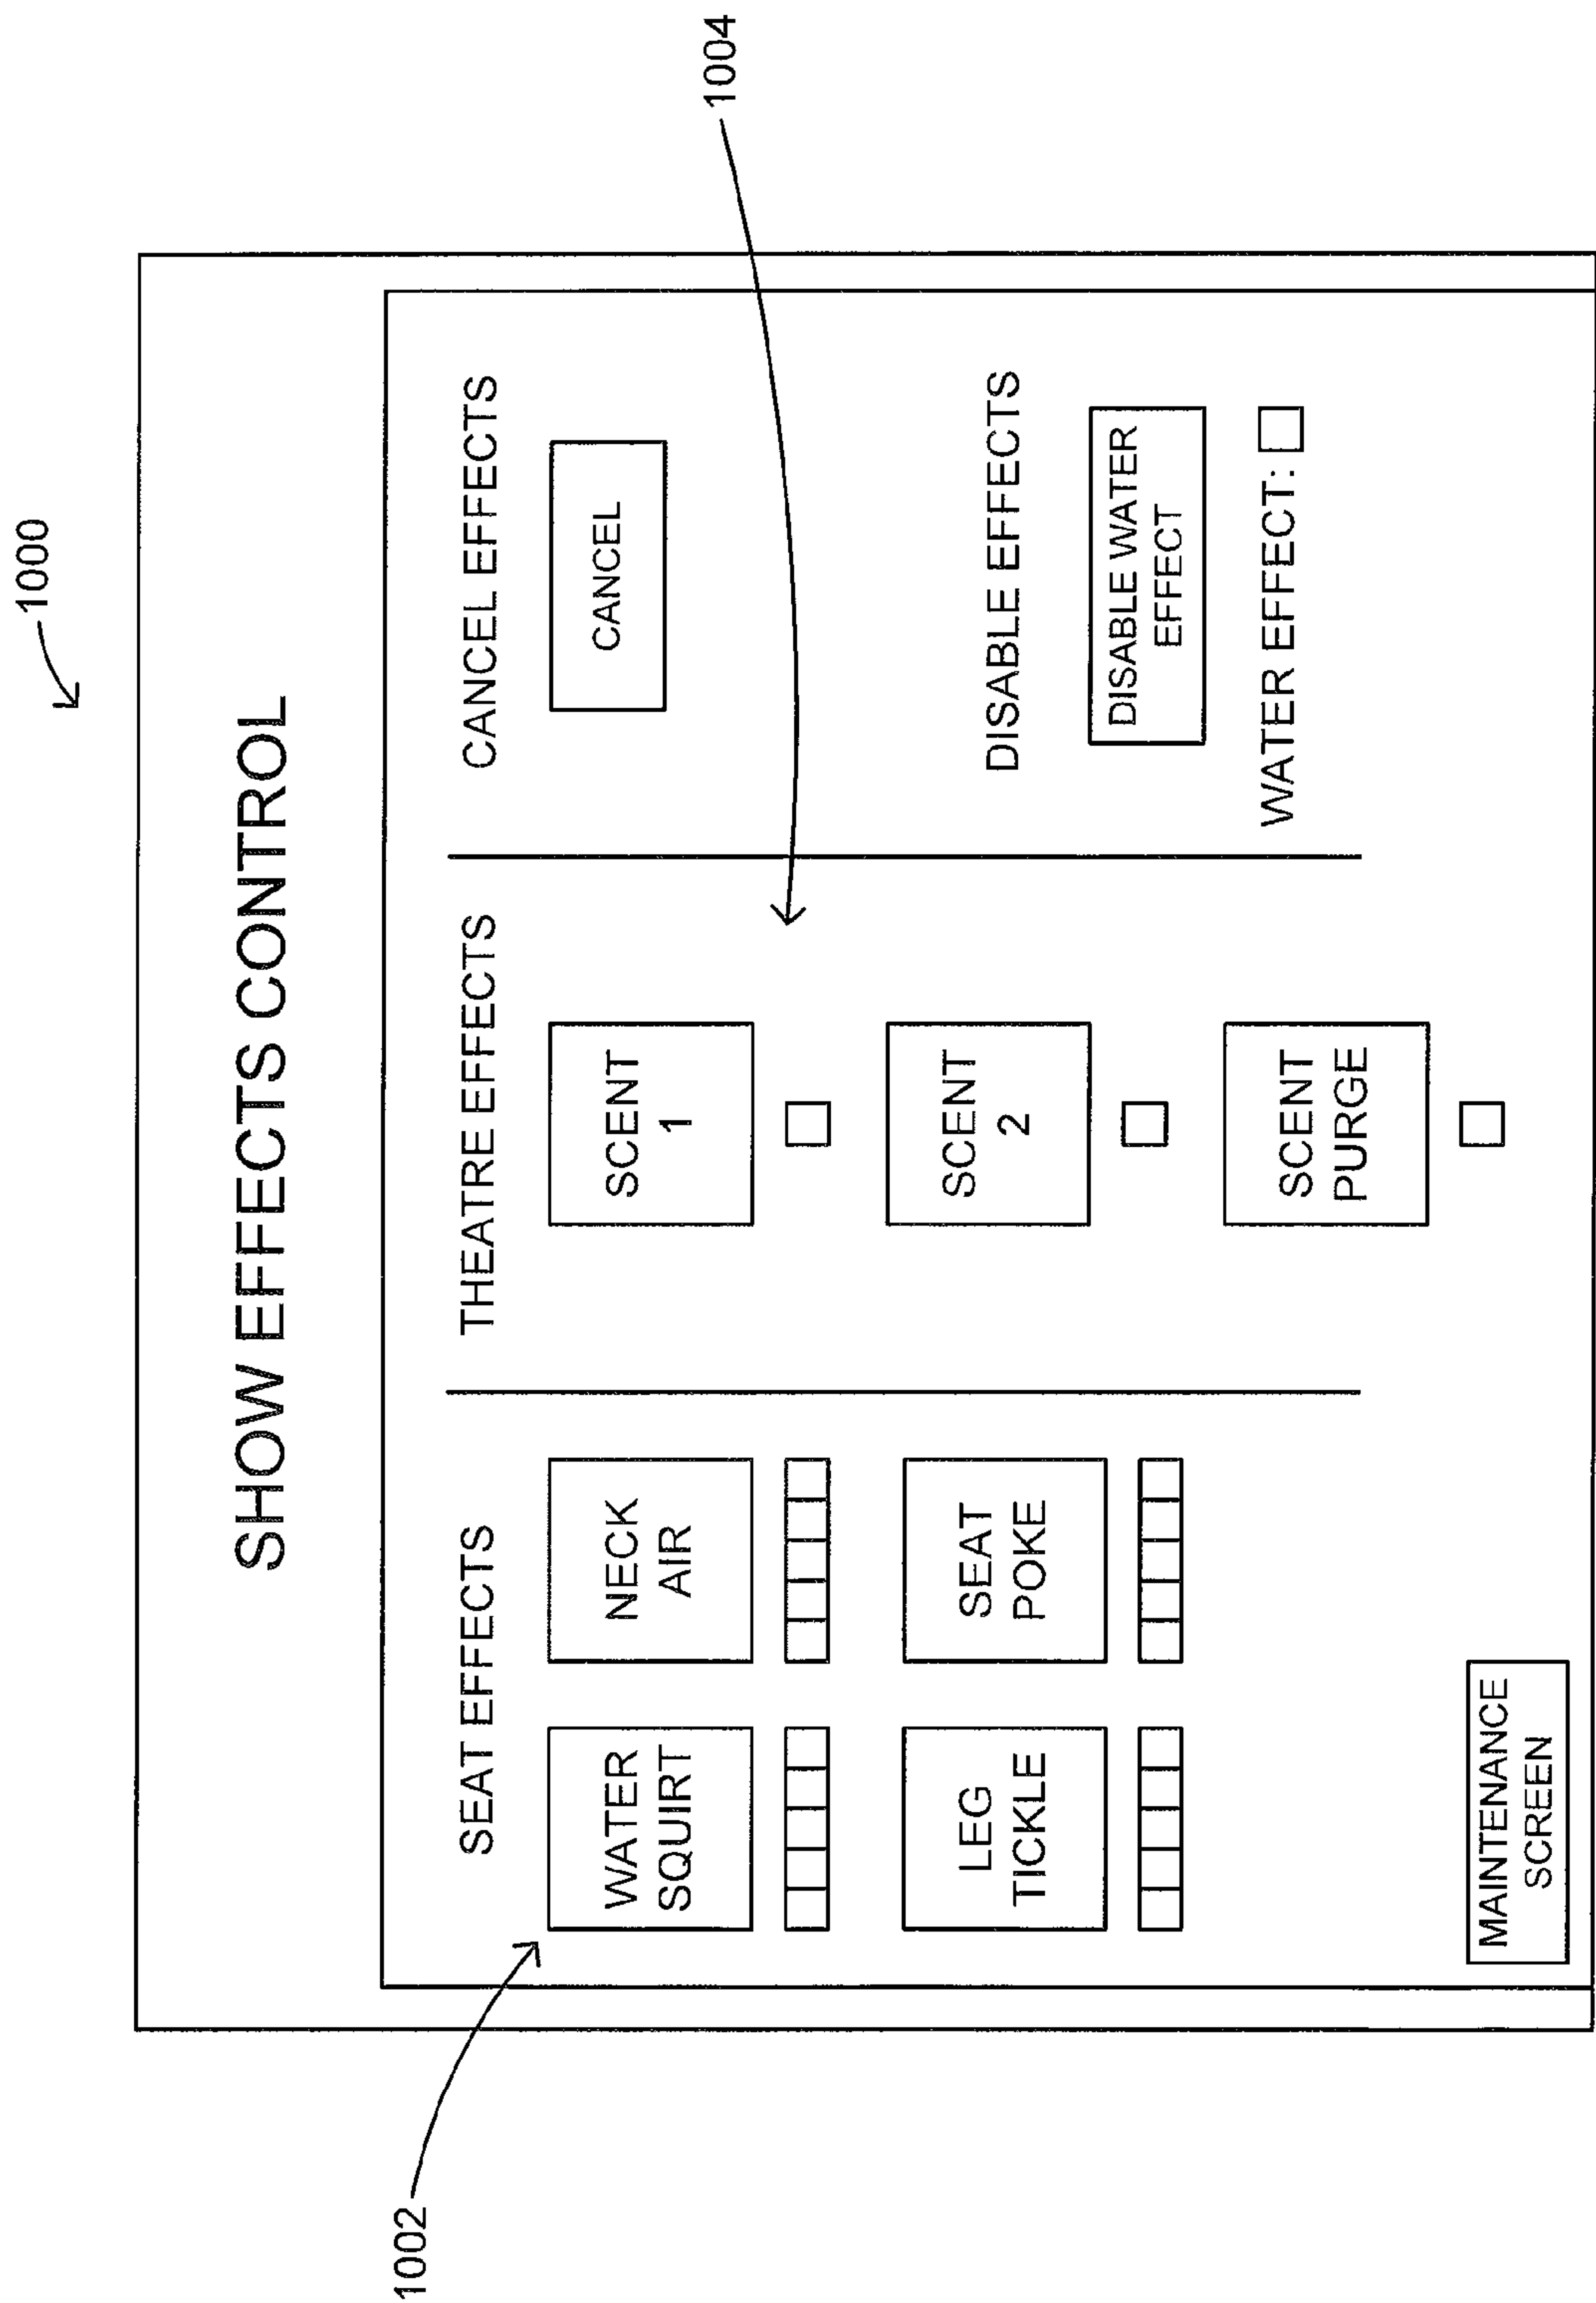 1000
SHOW EFFECTS CONTROL
1002
SEAT EFFECTS
WATER
SQUIRT
NECK
AIR
LEG
TICKLE
SEAT
POKE
MAINTENANCE
SCREEN
THEATRE EFFECTS
SCENT
1
SCENT
2
SCENT
PURGE
1004
CANCEL EFFECTS
CANCEL
DISABLE EFFECTS
DISABLE WATER
EFFECT
WATER EFFECT: